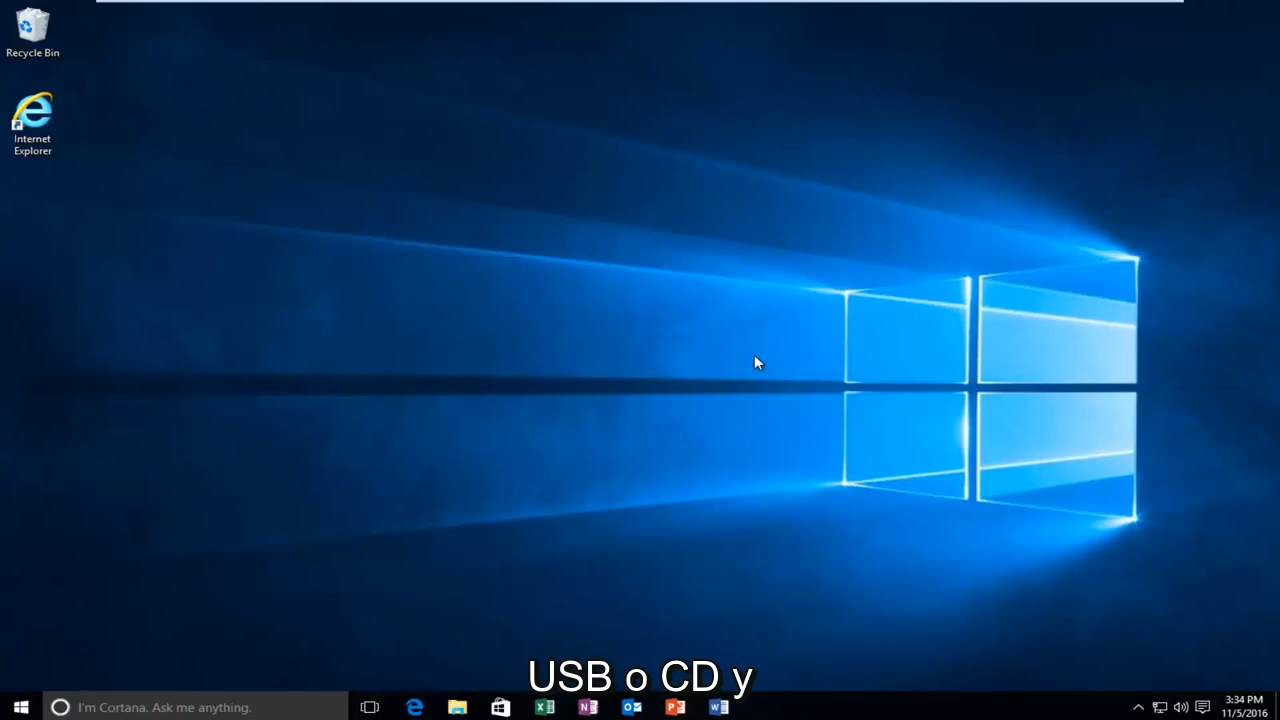 Recycle Bin
Internet
Explorer
USB o CD y
I'm Cortana. Ask me anything.
3:34 PM
11/5/2016